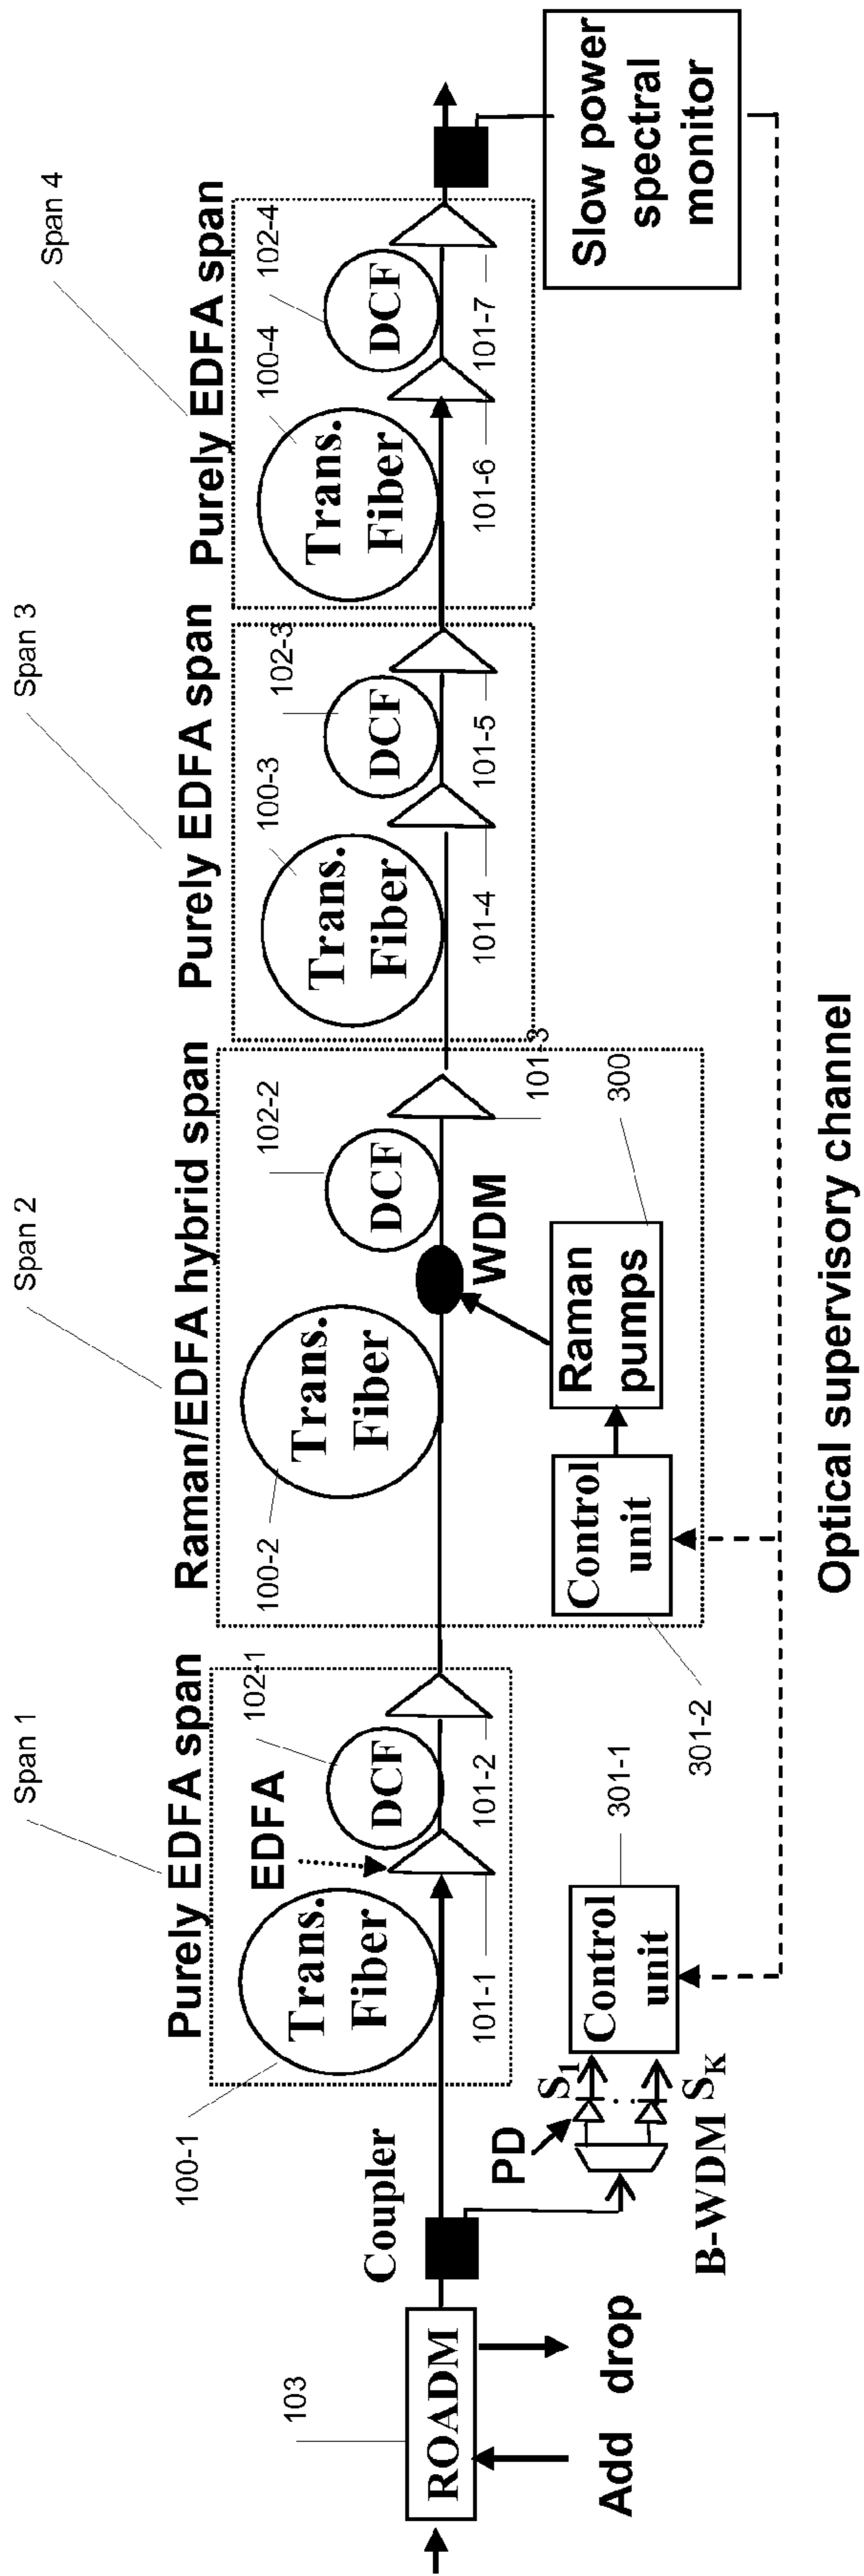 Span 1
Span 2
Span 3
Span 4
Purely EDFA span
Raman/EDFA hybrid span
Purely EDFA span
Purely EDFA span
100-1
Trans.
Fiber
EDFA
102-1
DCF
101-1
101-2
100-2
Trans.
Fiber
102-2
DCF
WDM
101-3
100-3
Trans.
Fiber
102-3
DCF
101-4
101-5
100-4
Trans.
Fiber
102-4
DCF
101-6
101-7
103
ROADM
Add
drop
Coupler
PD
S1
SK
B-WDM
Control
unit
301-1
Control
unit
301-2
Raman
pumps
300
Slow power
spectral
monitor
Optical supervisory channel